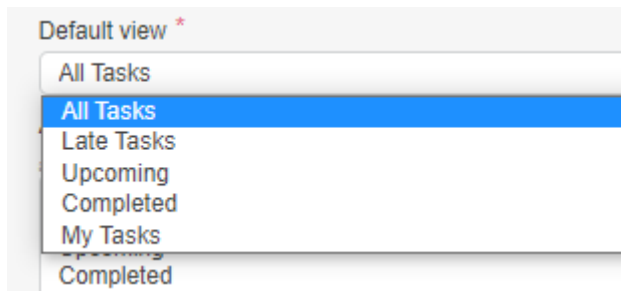 Default view *
All Tasks
All Tasks
Late Tasks
Upcoming
Completed
My Tasks
Completed